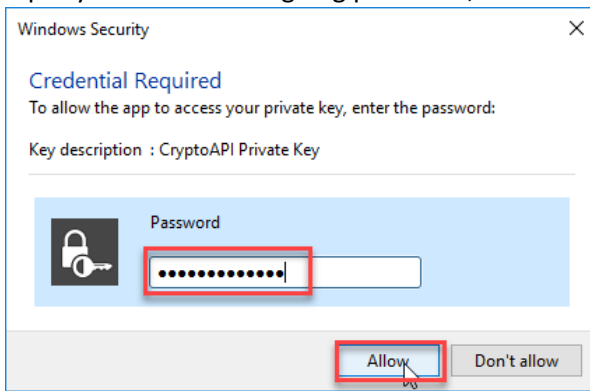 Windows Security
Credential Required
To allow the app to access your private key, enter the password:
Key description : CryptoAPI Private Key
Password
•••••••••••••
Allow Don't allow